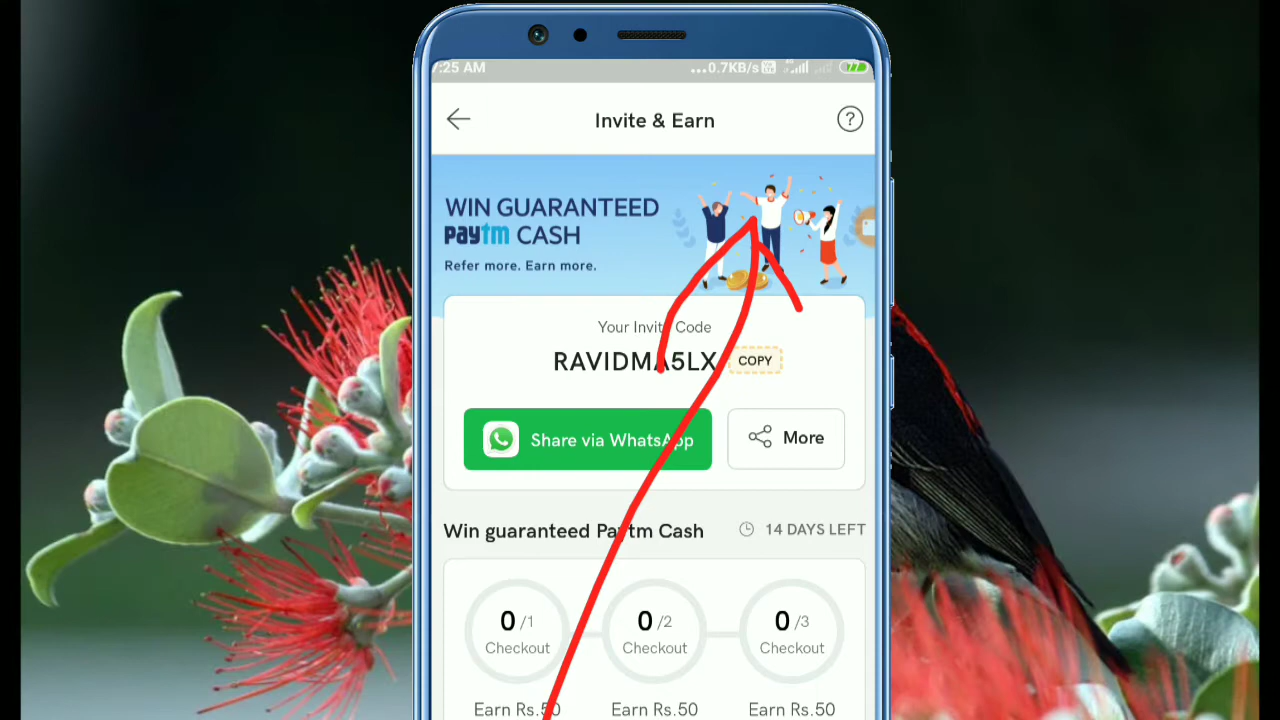 7:25 AM ...0.7KB/s 77
Invite & Earn ?
WIN GUARANTEED
paytm CASH
Refer more. Earn more.
Your Invite Code
RAVIDMA5LX COPY
Share via WhatsApp More
Win guaranteed Paytm Cash 14 DAYS LEFT
0/1 0/2 0/3
Checkout Checkout Checkout
Earn Rs.50 Earn Rs.50 Earn Rs.50